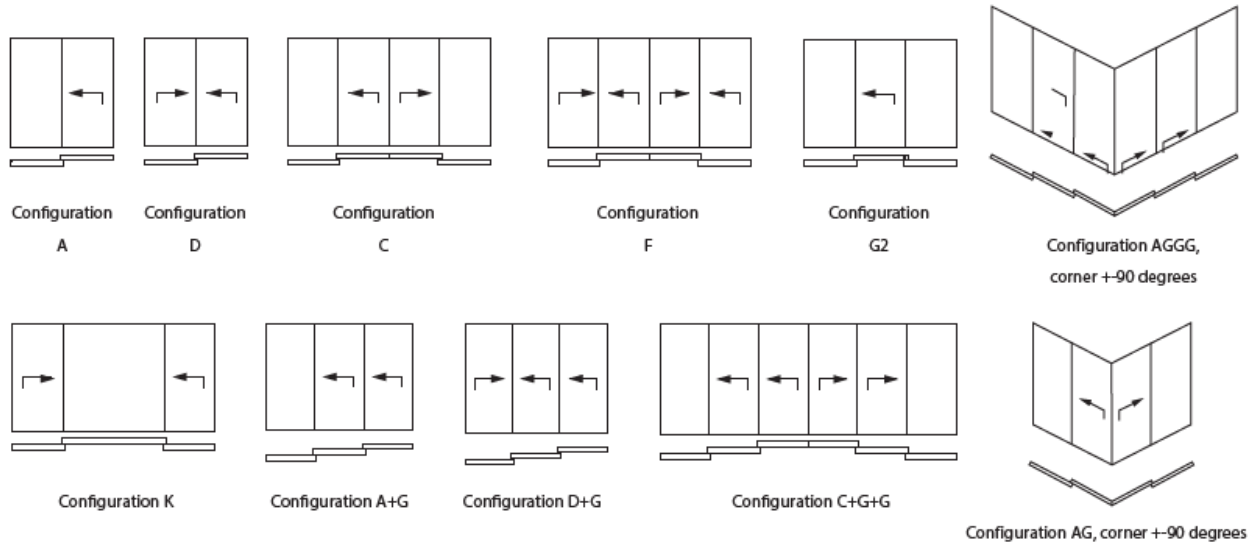 Configuration
A
Configuration
D
Configuration
C
Configuration
F
Configuration
G2
Configuration AGGG,
corner +-90 degrees
Configuration K
Configuration A+G
Configuration D+G
Configuration C+G+G
Configuration AG, corner +-90 degrees